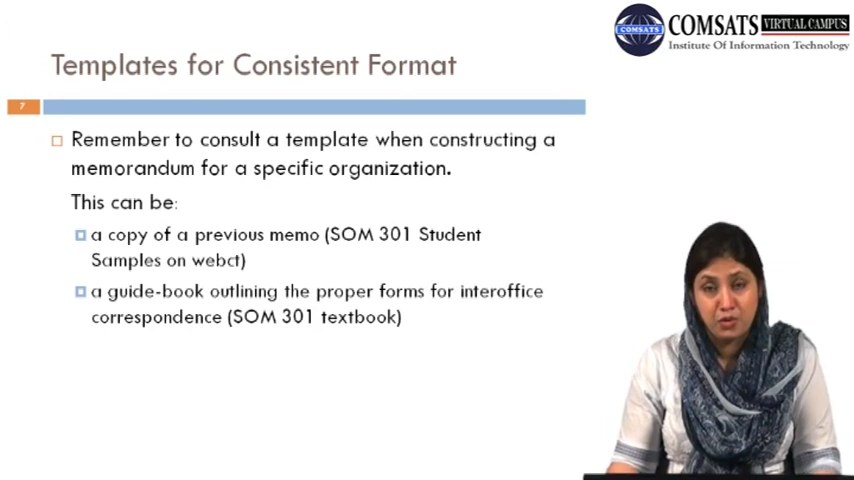 COMSATS VIRTUAL CAMPUS
Institute Of Information Technology
COMSATS
Templates for Consistent Format
7
Remember to consult a template when constructing a
memorandum for a specific organization.
This can be:
a copy of a previous memo (SOM 301 Student
Samples on webct)
a guide-book outlining the proper forms for interoffice
correspondence (SOM 301 textbook)